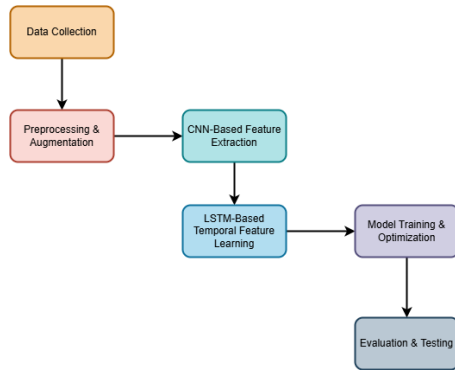 Data Collection
Preprocessing &
Augmentation
CNN-Based Feature
Extraction
LSTM-Based
Temporal Feature
Learning
Model Training &
Optimization
Evaluation & Testing